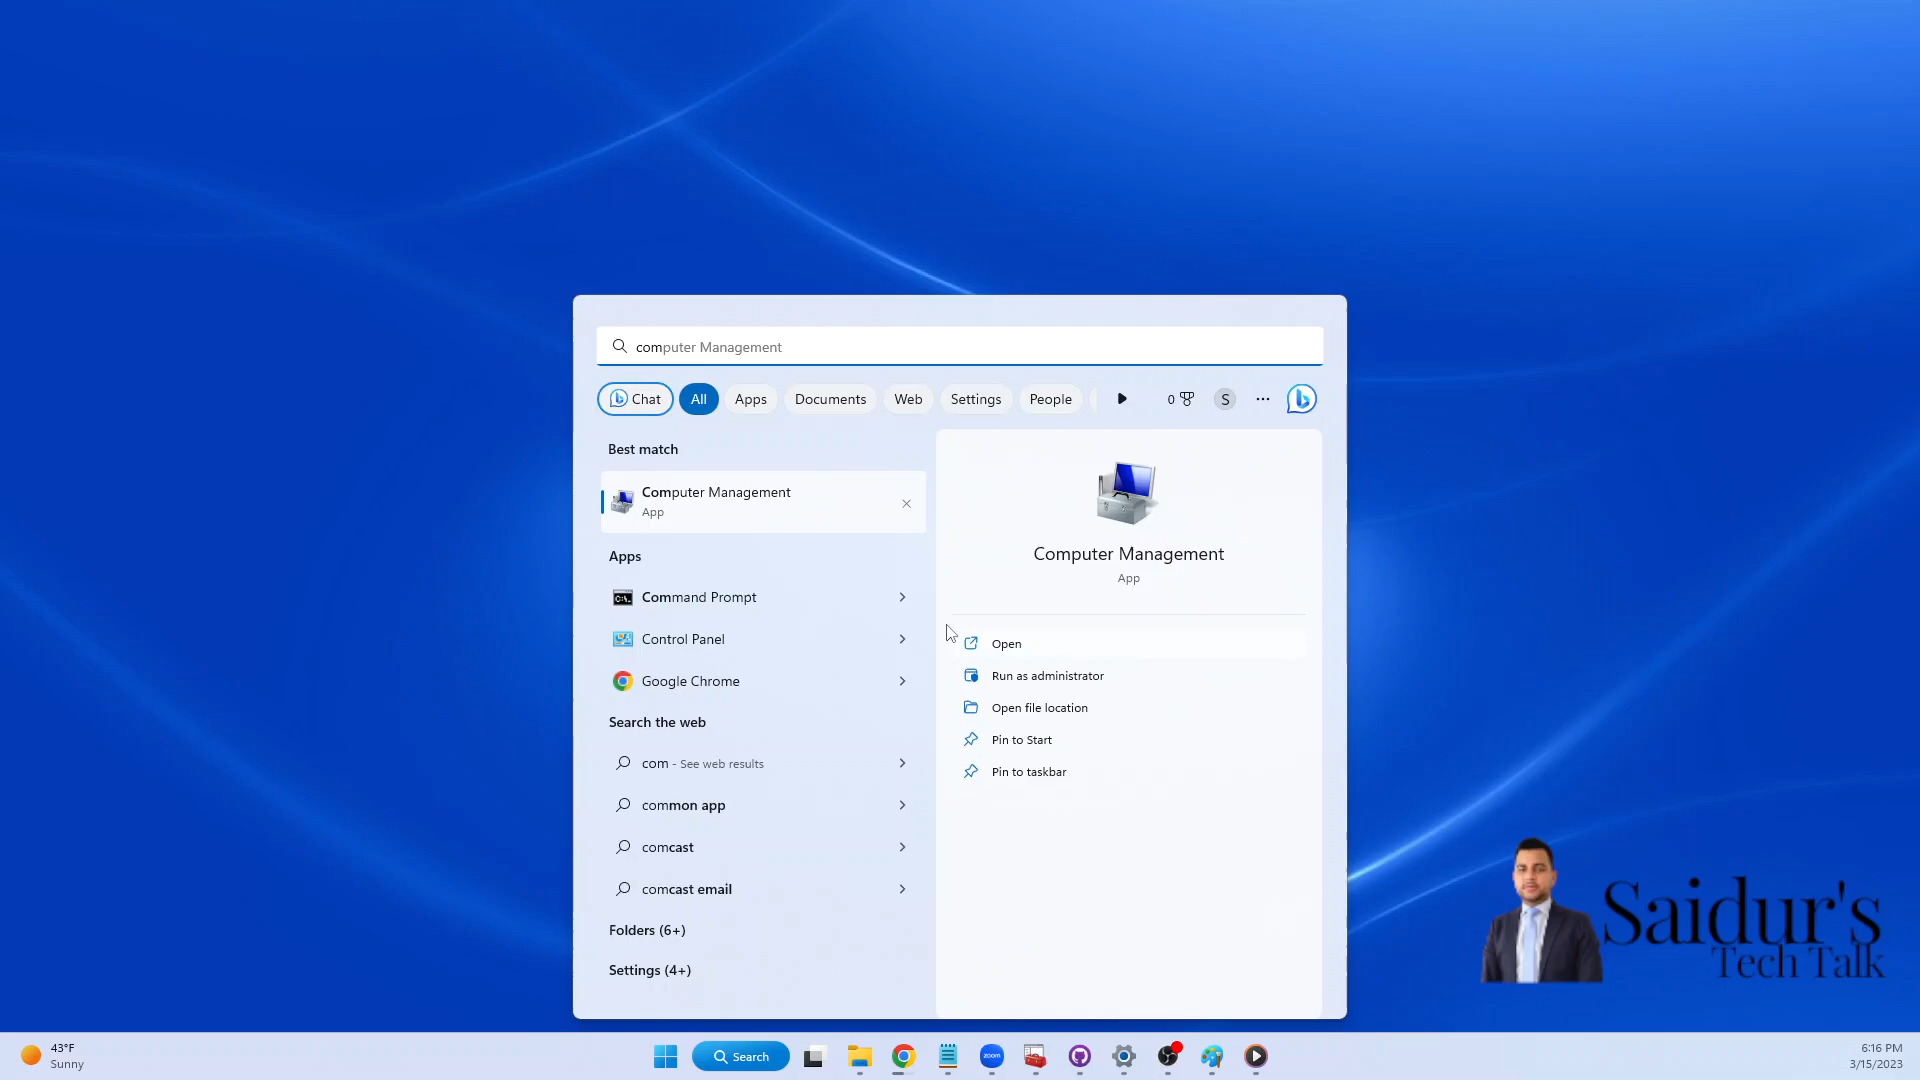 computer Management
Chat
All
Apps
Documents
Web
Settings
People
0
S
Best match
Computer Management
App
Apps
Command Prompt
Control Panel
Google Chrome
Search the web
com - See web results
common app
comcast
comcast email
Folders (6+)
Settings (4+)
Computer Management
App
Open
Run as administrator
Open file location
Pin to Start
Pin to taskbar
Saidur's
Tech Talk
43°F
Sunny
Search
zoom
6:16 PM
3/15/2023